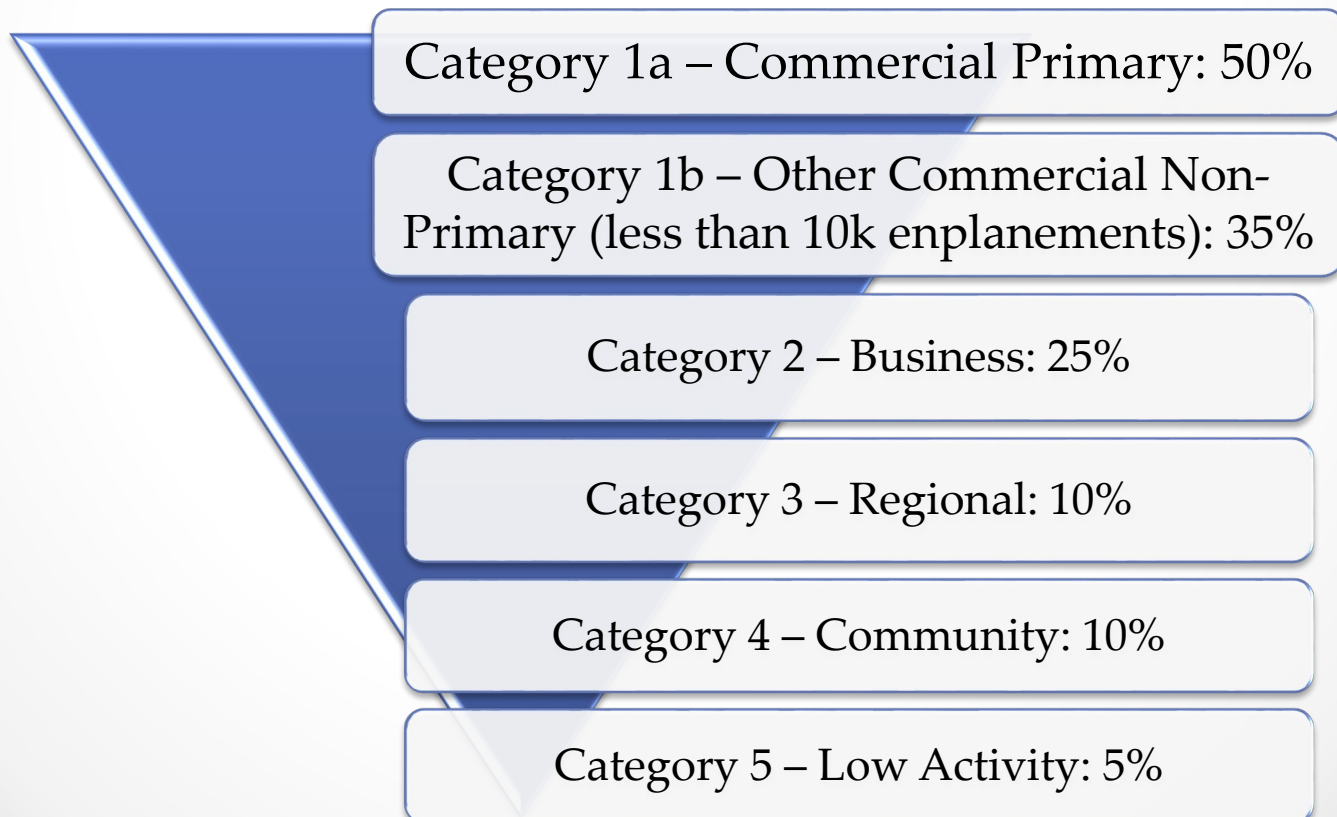 Category 1a – Commercial Primary: 50%
Category 1b – Other Commercial Non-
Primary (less than 10k enplanements): 35%
Category 2 – Business: 25%
Category 3 – Regional: 10%
Category 4 – Community: 10%
Category 5 – Low Activity: 5%